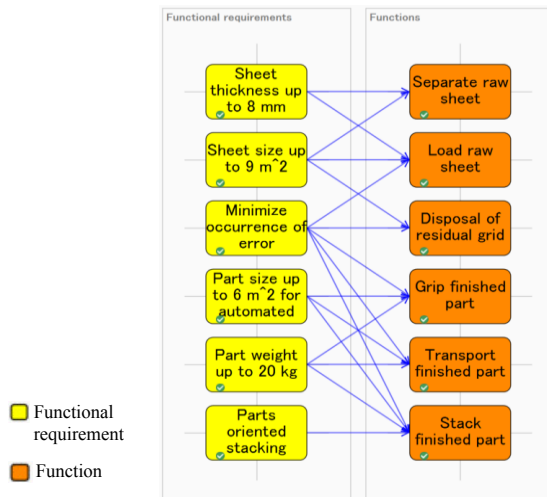 Functional requirements
Functions
Sheet
thickness up
to 8 mm
Separate raw
sheet
Sheet size up
to 9 m^2
Load raw
sheet
Minimize
occurrence of
error
Disposal of
residual grid
Part size up
to 6 m^2 for
automated
Grip finished
part
Part weight
up to 20 kg
Transport
finished part
Parts
oriented
stacking
Stack
finished part
Functional
requirement
Function